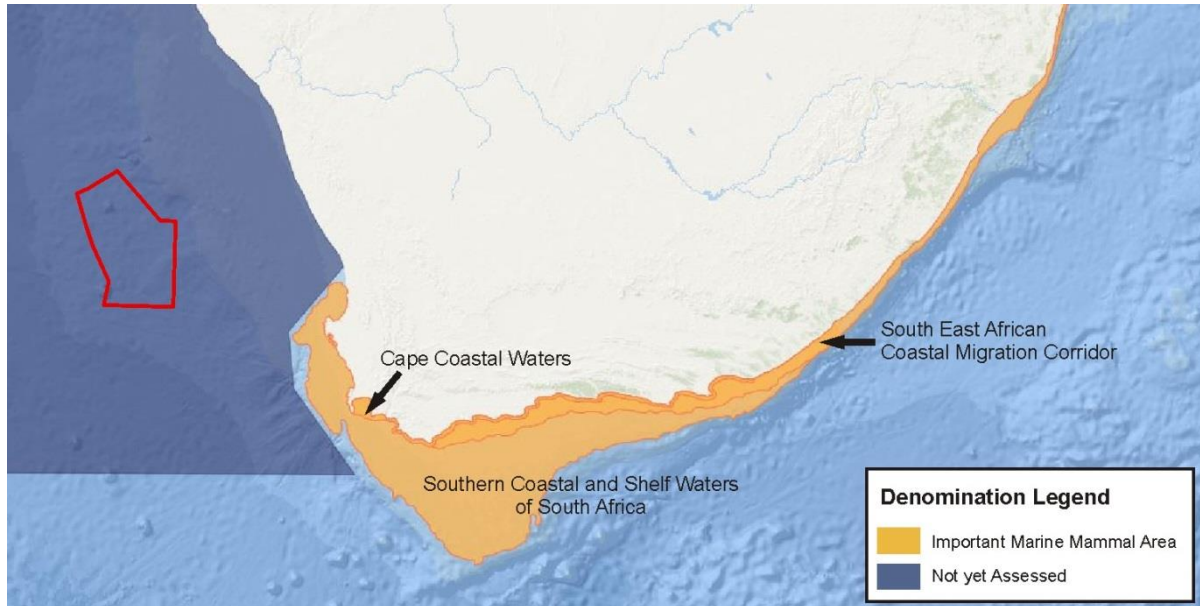 South East African
Coastal Migration Corridor
Cape Coastal Waters
Southern Coastal and Shelf Waters
of South Africa
Denomination Legend
Important Marine Mammal Area
Not yet Assessed